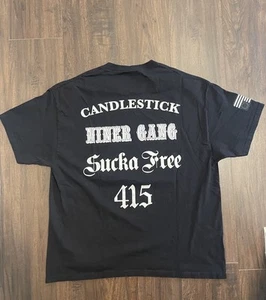 CANDLESTICK
NINER GANG
Sucka Free
415